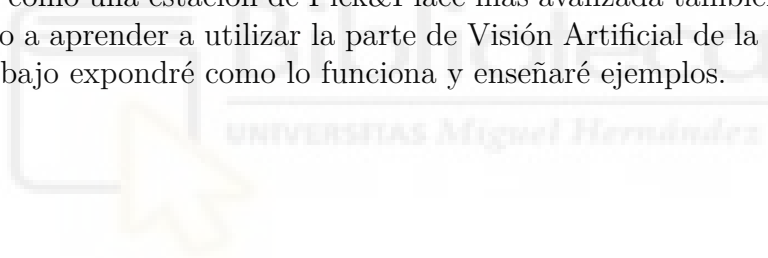 como una estación de Pick&Place más avanzada también
o a aprender a utilizar la parte de Visión Artificial de la
bajo expondré como lo funciona y enseñaré ejemplos.
Biblioteca
UNIVERSITAS Miguel Hernández